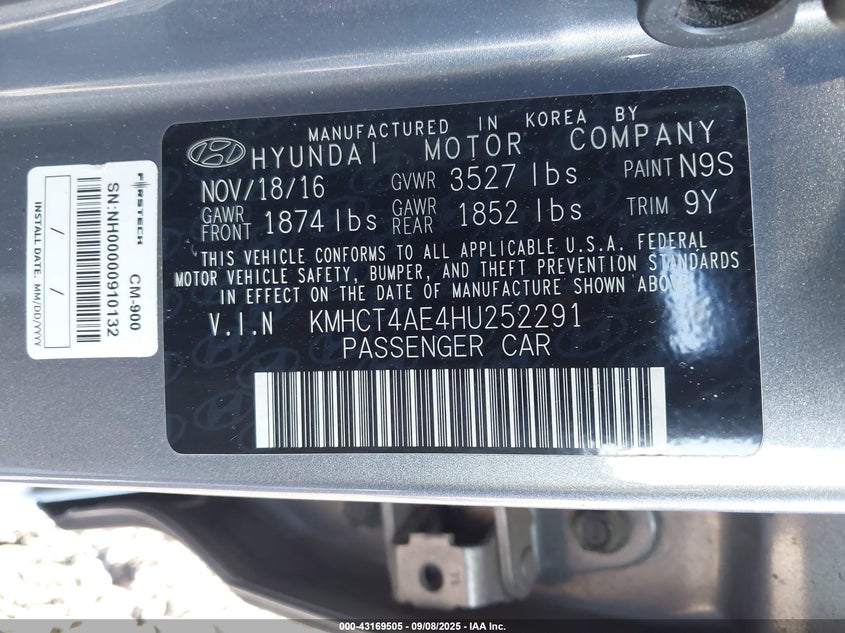 MANUFACTURED IN KOREA BY
HYUNDAI MOTOR COMPANY
NOV/18/16 GVWR 3527 lbs PAINT N9S
GAWR FRONT 1874 lbs GAWR REAR 1852 lbs TRIM 9Y
"THIS VEHICLE CONFORMS TO ALL APPLICABLE U.S.A. FEDERAL
MOTOR VEHICLE SAFETY, BUMPER, AND THEFT PREVENTION STANDARDS
IN EFFECT ON THE DATE OF MANUFACTURE SHOWN ABOVE."
V.I.N KMHCT4AE4HU252291
PASSENGER CAR
FIRSTECH CM-900
SN:NH00000910132
INSTALL DATE. MM/DD/YYYY
/ /
000-43169505 - 09/08/2025 - IAA Inc.